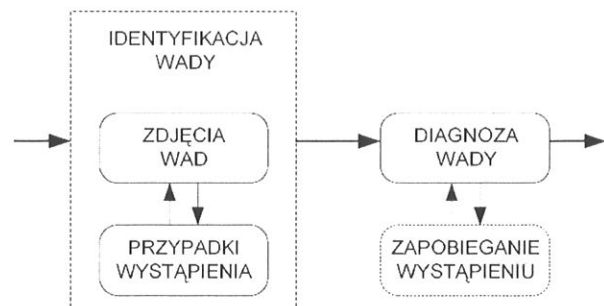 IDENTYFIKACJA
WADY
ZDJĘCIA
WAD
PRZYPADKI
WYSTĄPIENIA
DIAGNOZA
WADY
ZAPOBIEGANIE
WYSTĄPIENIU